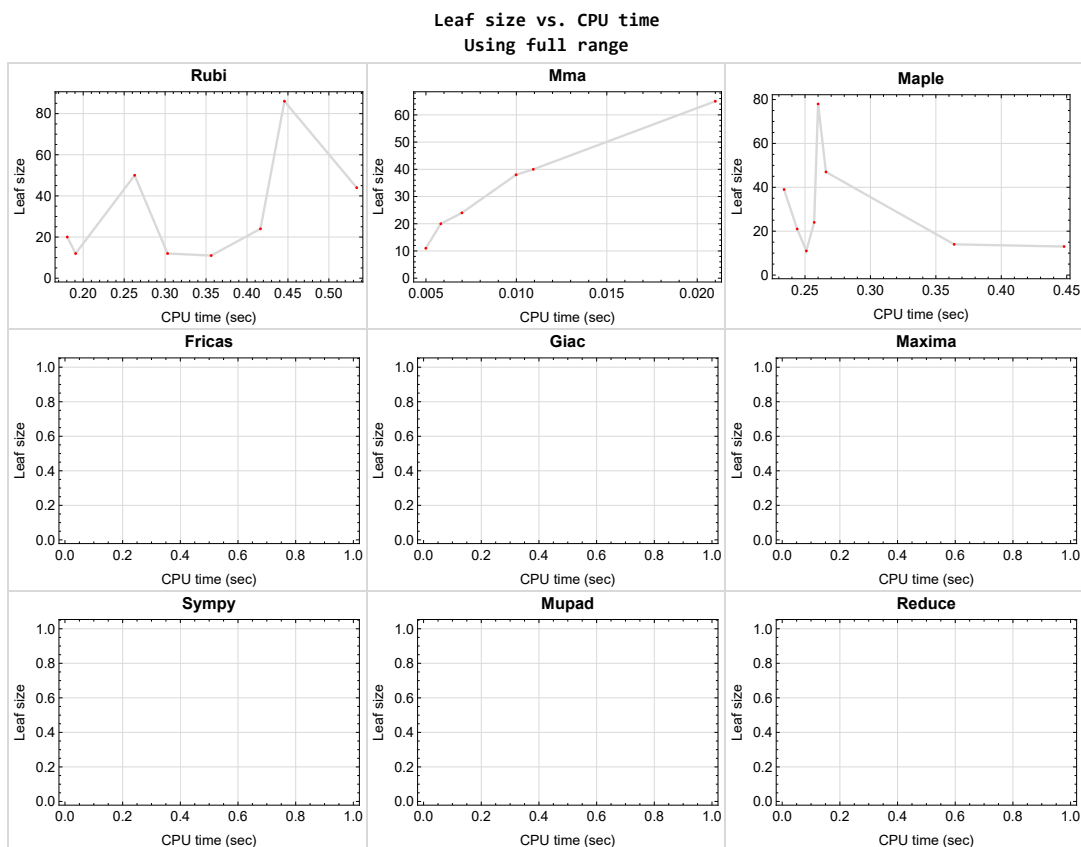 Leaf size vs. CPU time
Using full range
Rubi
80
60
40
20
0
Leaf size
0.20 0.25 0.30 0.35 0.40 0.45 0.50
CPU time (sec)
Mma
60
50
40
30
20
10
0
Leaf size
0.005 0.010 0.015 0.020
CPU time (sec)
Maple
80
60
40
20
0
Leaf size
0.25 0.30 0.35 0.40 0.45
CPU time (sec)
Fricas
1.0
0.8
0.6
0.4
0.2
0.0
Leaf size
0.0 0.2 0.4 0.6 0.8 1.0
CPU time (sec)
Giac
1.0
0.8
0.6
0.4
0.2
0.0
Leaf size
0.0 0.2 0.4 0.6 0.8 1.0
CPU time (sec)
Maxima
1.0
0.8
0.6
0.4
0.2
0.0
Leaf size
0.0 0.2 0.4 0.6 0.8 1.0
CPU time (sec)
Sympy
1.0
0.8
0.6
0.4
0.2
0.0
Leaf size
0.0 0.2 0.4 0.6 0.8 1.0
CPU time (sec)
Mupad
1.0
0.8
0.6
0.4
0.2
0.0
Leaf size
0.0 0.2 0.4 0.6 0.8 1.0
CPU time (sec)
Reduce
1.0
0.8
0.6
0.4
0.2
0.0
Leaf size
0.0 0.2 0.4 0.6 0.8 1.0
CPU time (sec)